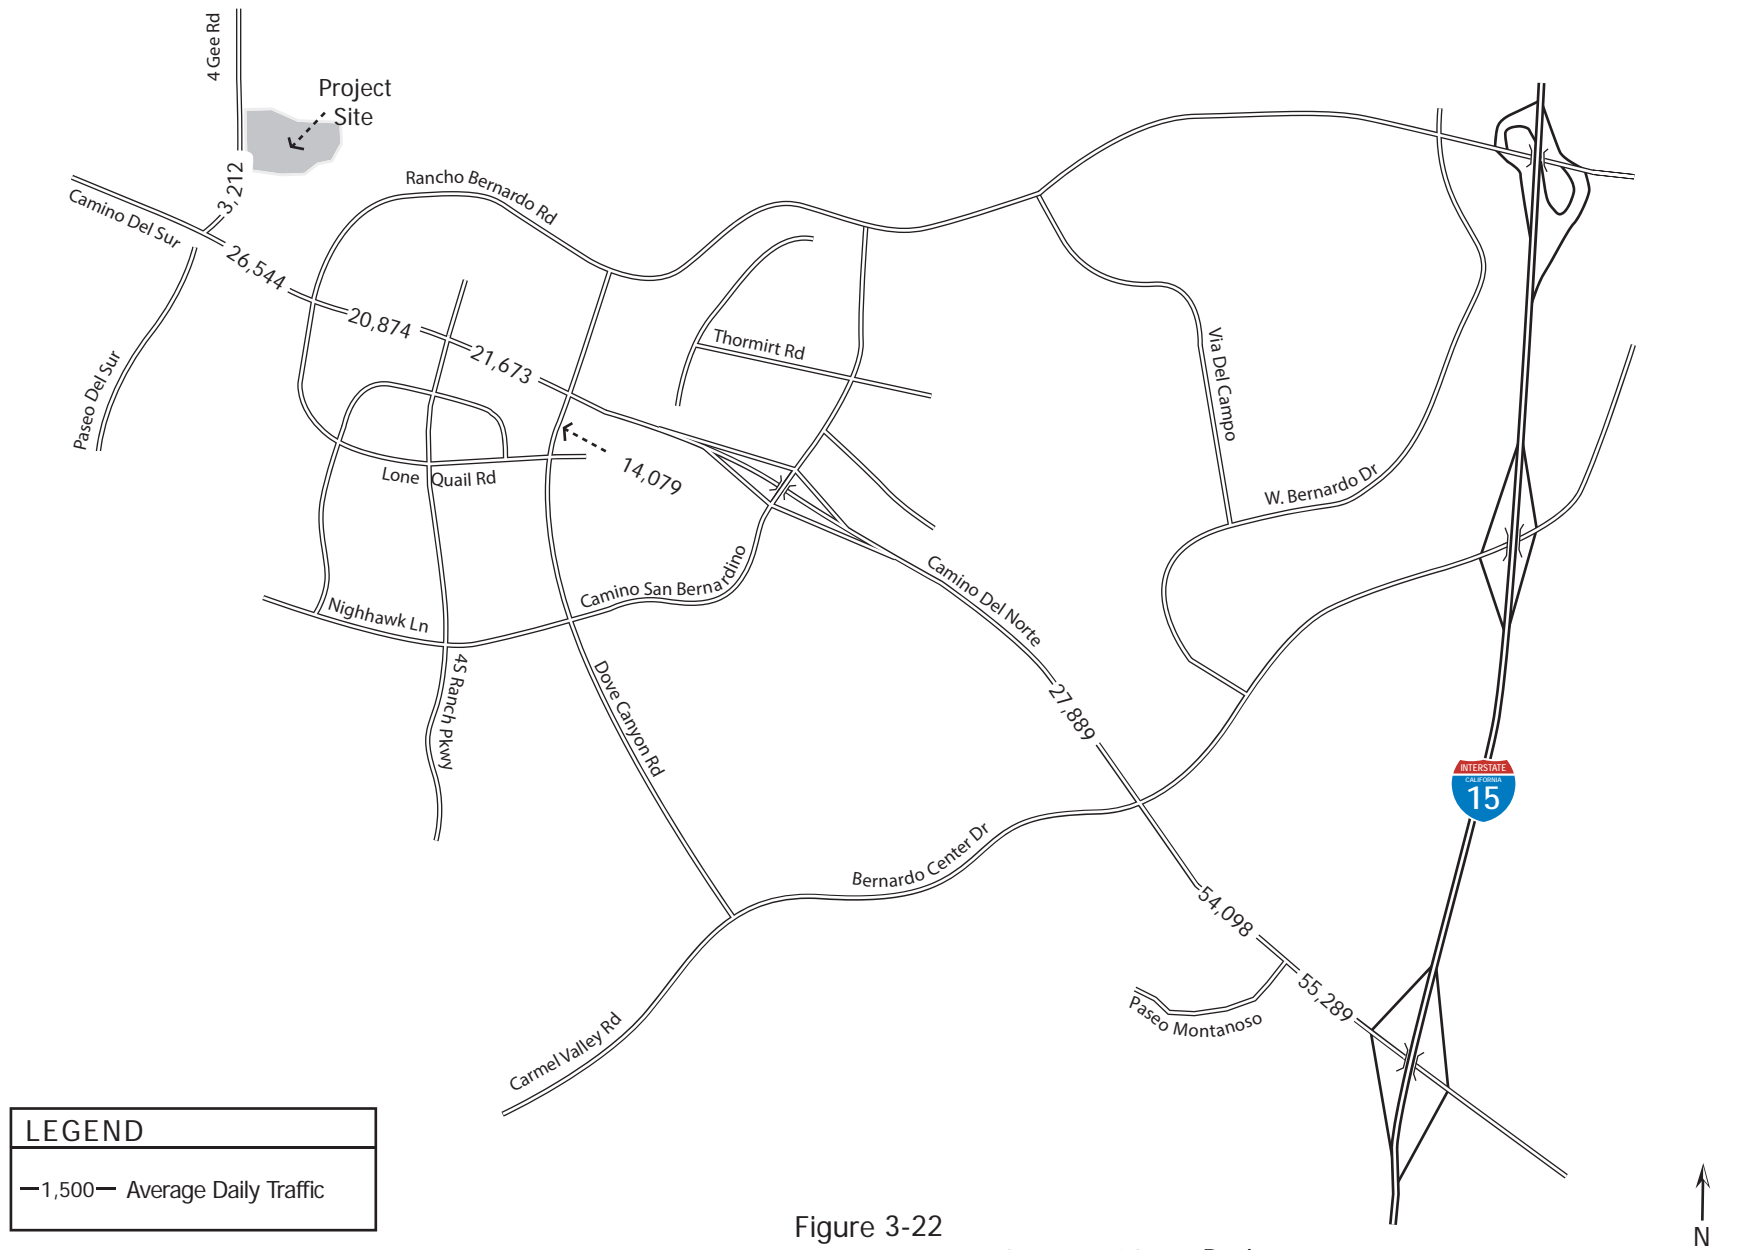 4 Gee Rd
Project
Site
3,212
Camino Del Sur
Rancho Bernardo Rd
26,544
20,874
21,673
Thormirt Rd
Via Del Campo
Paseo Del Sur
14,079
Lone Quail Rd
W. Bernardo Dr
Camino San Bernardino
Camino Del Norte
Nighhawk Ln
4S Ranch Pkwy
Dove Canyon Rd
27,889
INTERSTATE
CALIFORNIA
15
Bernardo Center Dr
54,098
55,289
Paseo Montanoso
Carmel Valley Rd
LEGEND
1,500 Average Daily Traffic
Figure 3-22
N